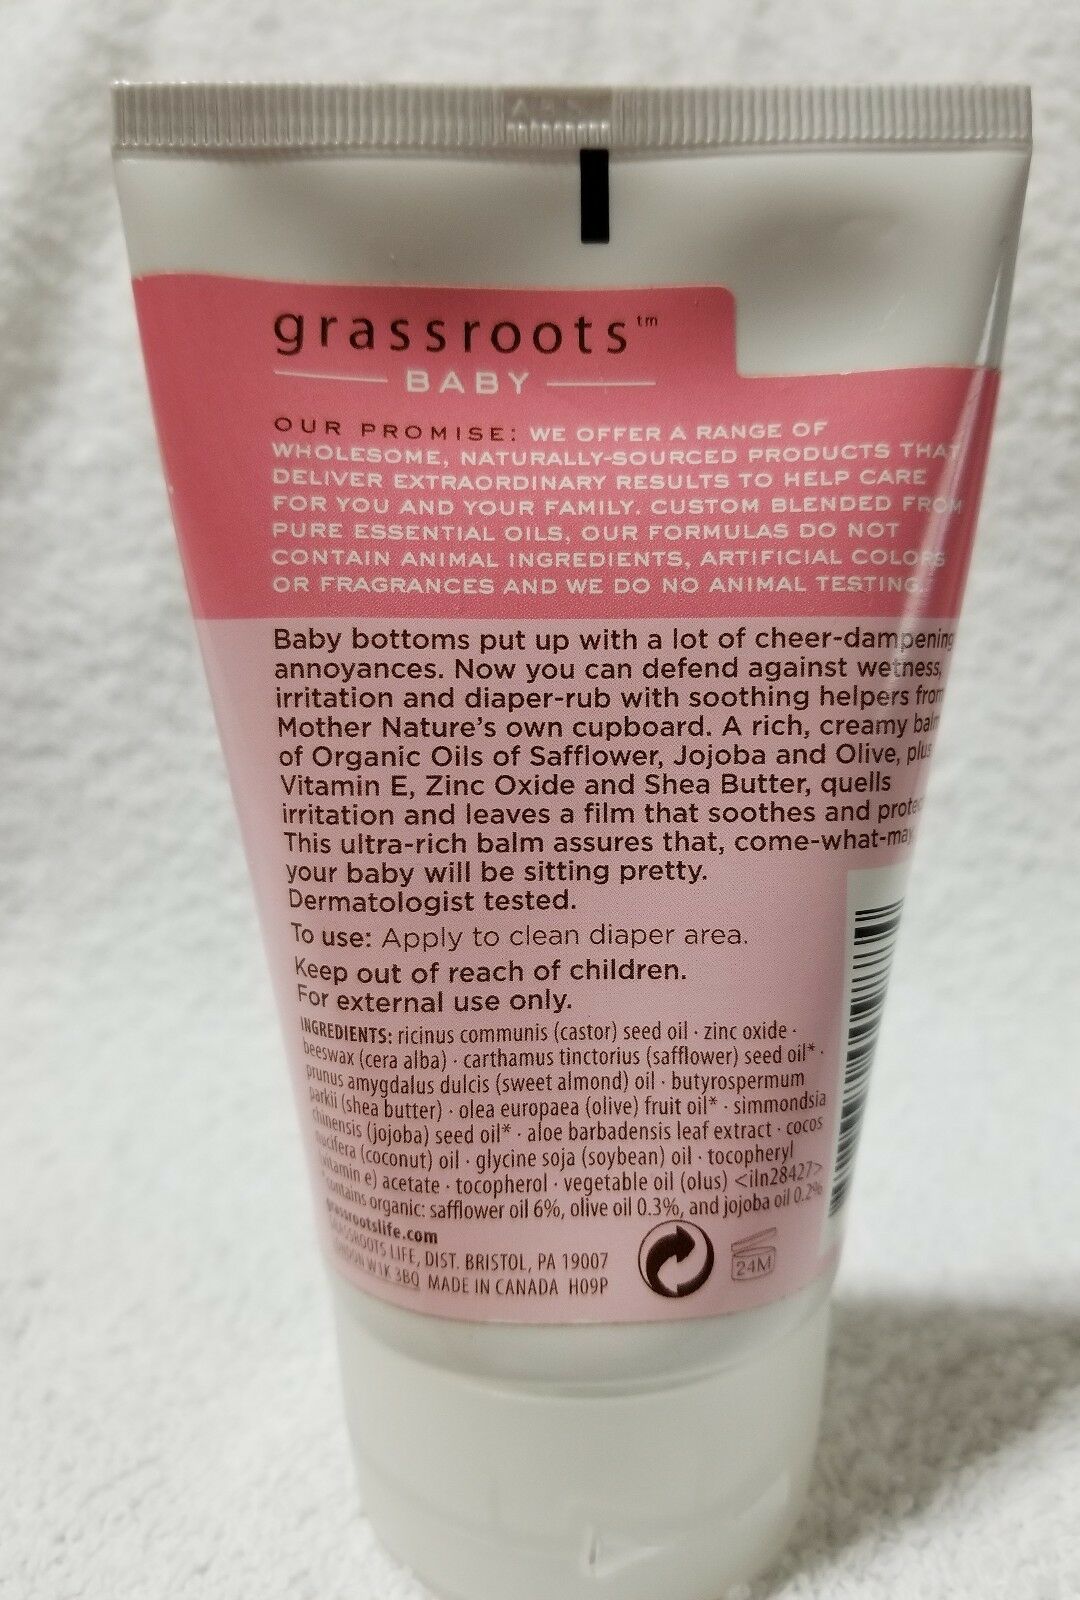 grassroots™
BABY
OUR PROMISE: WE OFFER A RANGE OF
WHOLESOME, NATURALLY-SOURCED PRODUCTS THAT
DELIVER EXTRAORDINARY RESULTS TO HELP CARE
FOR YOU AND YOUR FAMILY. CUSTOM BLENDED FROM
PURE ESSENTIAL OILS, OUR FORMULAS DO NOT
CONTAIN ANIMAL INGREDIENTS, ARTIFICIAL COLORS
OR FRAGRANCES AND WE DO NO ANIMAL TESTING.
Baby bottoms put up with a lot of cheer-dampening
annoyances. Now you can defend against wetness,
irritation and diaper-rub with soothing helpers from
Mother Nature's own cupboard. A rich, creamy balm
of Organic Oils of Safflower, Jojoba and Olive, plus
Vitamin E, Zinc Oxide and Shea Butter, quells
irritation and leaves a film that soothes and
This ultra-rich balm assures that, come-what-may,
your baby will be sitting pretty.
Dermatologist tested.
To use: Apply to clean diaper area.
Keep out of reach of children.
For external use only.
INGREDIENTS: ricinus communis (castor) seed oil · zinc oxide ·
beeswax (cera alba) · carthamus tinctorius (safflower) seed oil* ·
prunus amygdalus dulcis (sweet almond) oil · butyrospermum
parkii (shea butter) · olea europaea (olive) fruit oil* · simmondsia
chinensis (jojoba) seed oil* · aloe barbadensis leaf extract · cocos
nucifera (coconut) oil · glycine soja (soybean) oil · tocopheryl
(vitamin e) acetate · tocopherol · vegetable oil (olus) <iln28427>
contains organic: safflower oil 6%, olive oil 0.3%, and jojoba oil 0.2%
grassrootslife.com
GRASSROOTS LIFE, DIST. BRISTOL, PA 19007
LONDON W1K 3BQ MADE IN CANADA H09P
24M